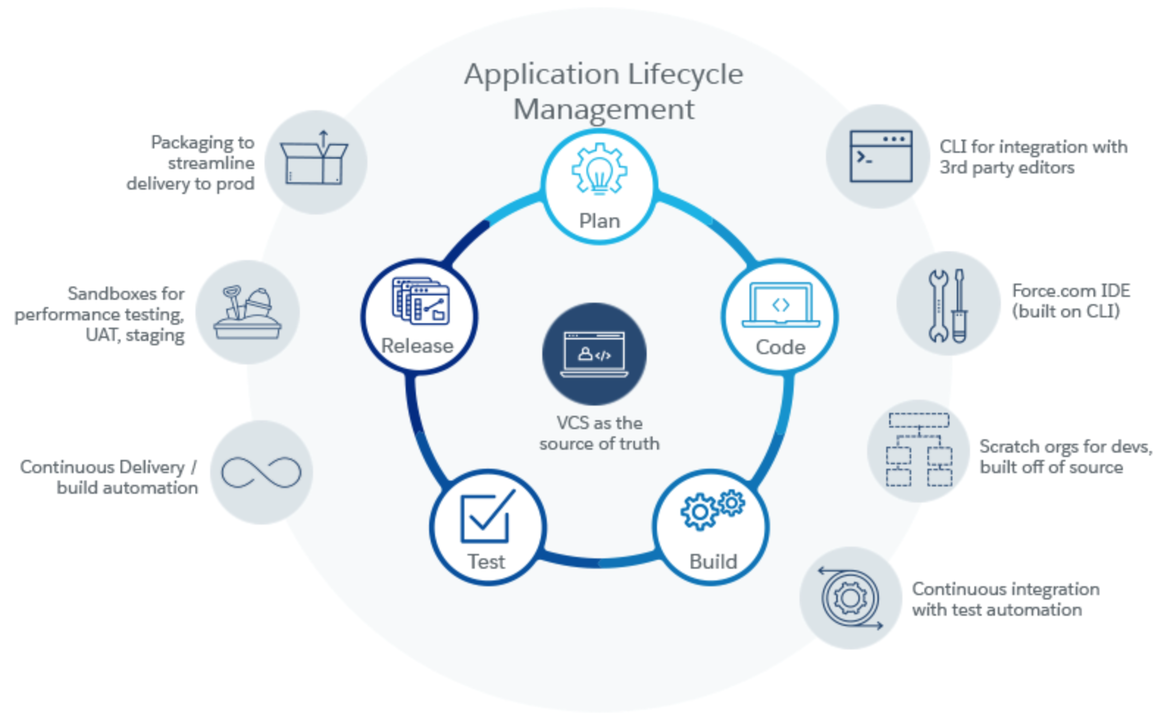 Application Lifecycle
Management
Packaging to
streamline
delivery to prod
Sandboxes for
performance testing,
UAT, staging
Continuous Delivery /
build automation
Plan
Code
Build
Test
Release
VCS as the
source of truth
CLI for integration with
3rd party editors
Force.com IDE
(built on CLI)
Scratch orgs for devs,
built off of source
Continuous integration
with test automation